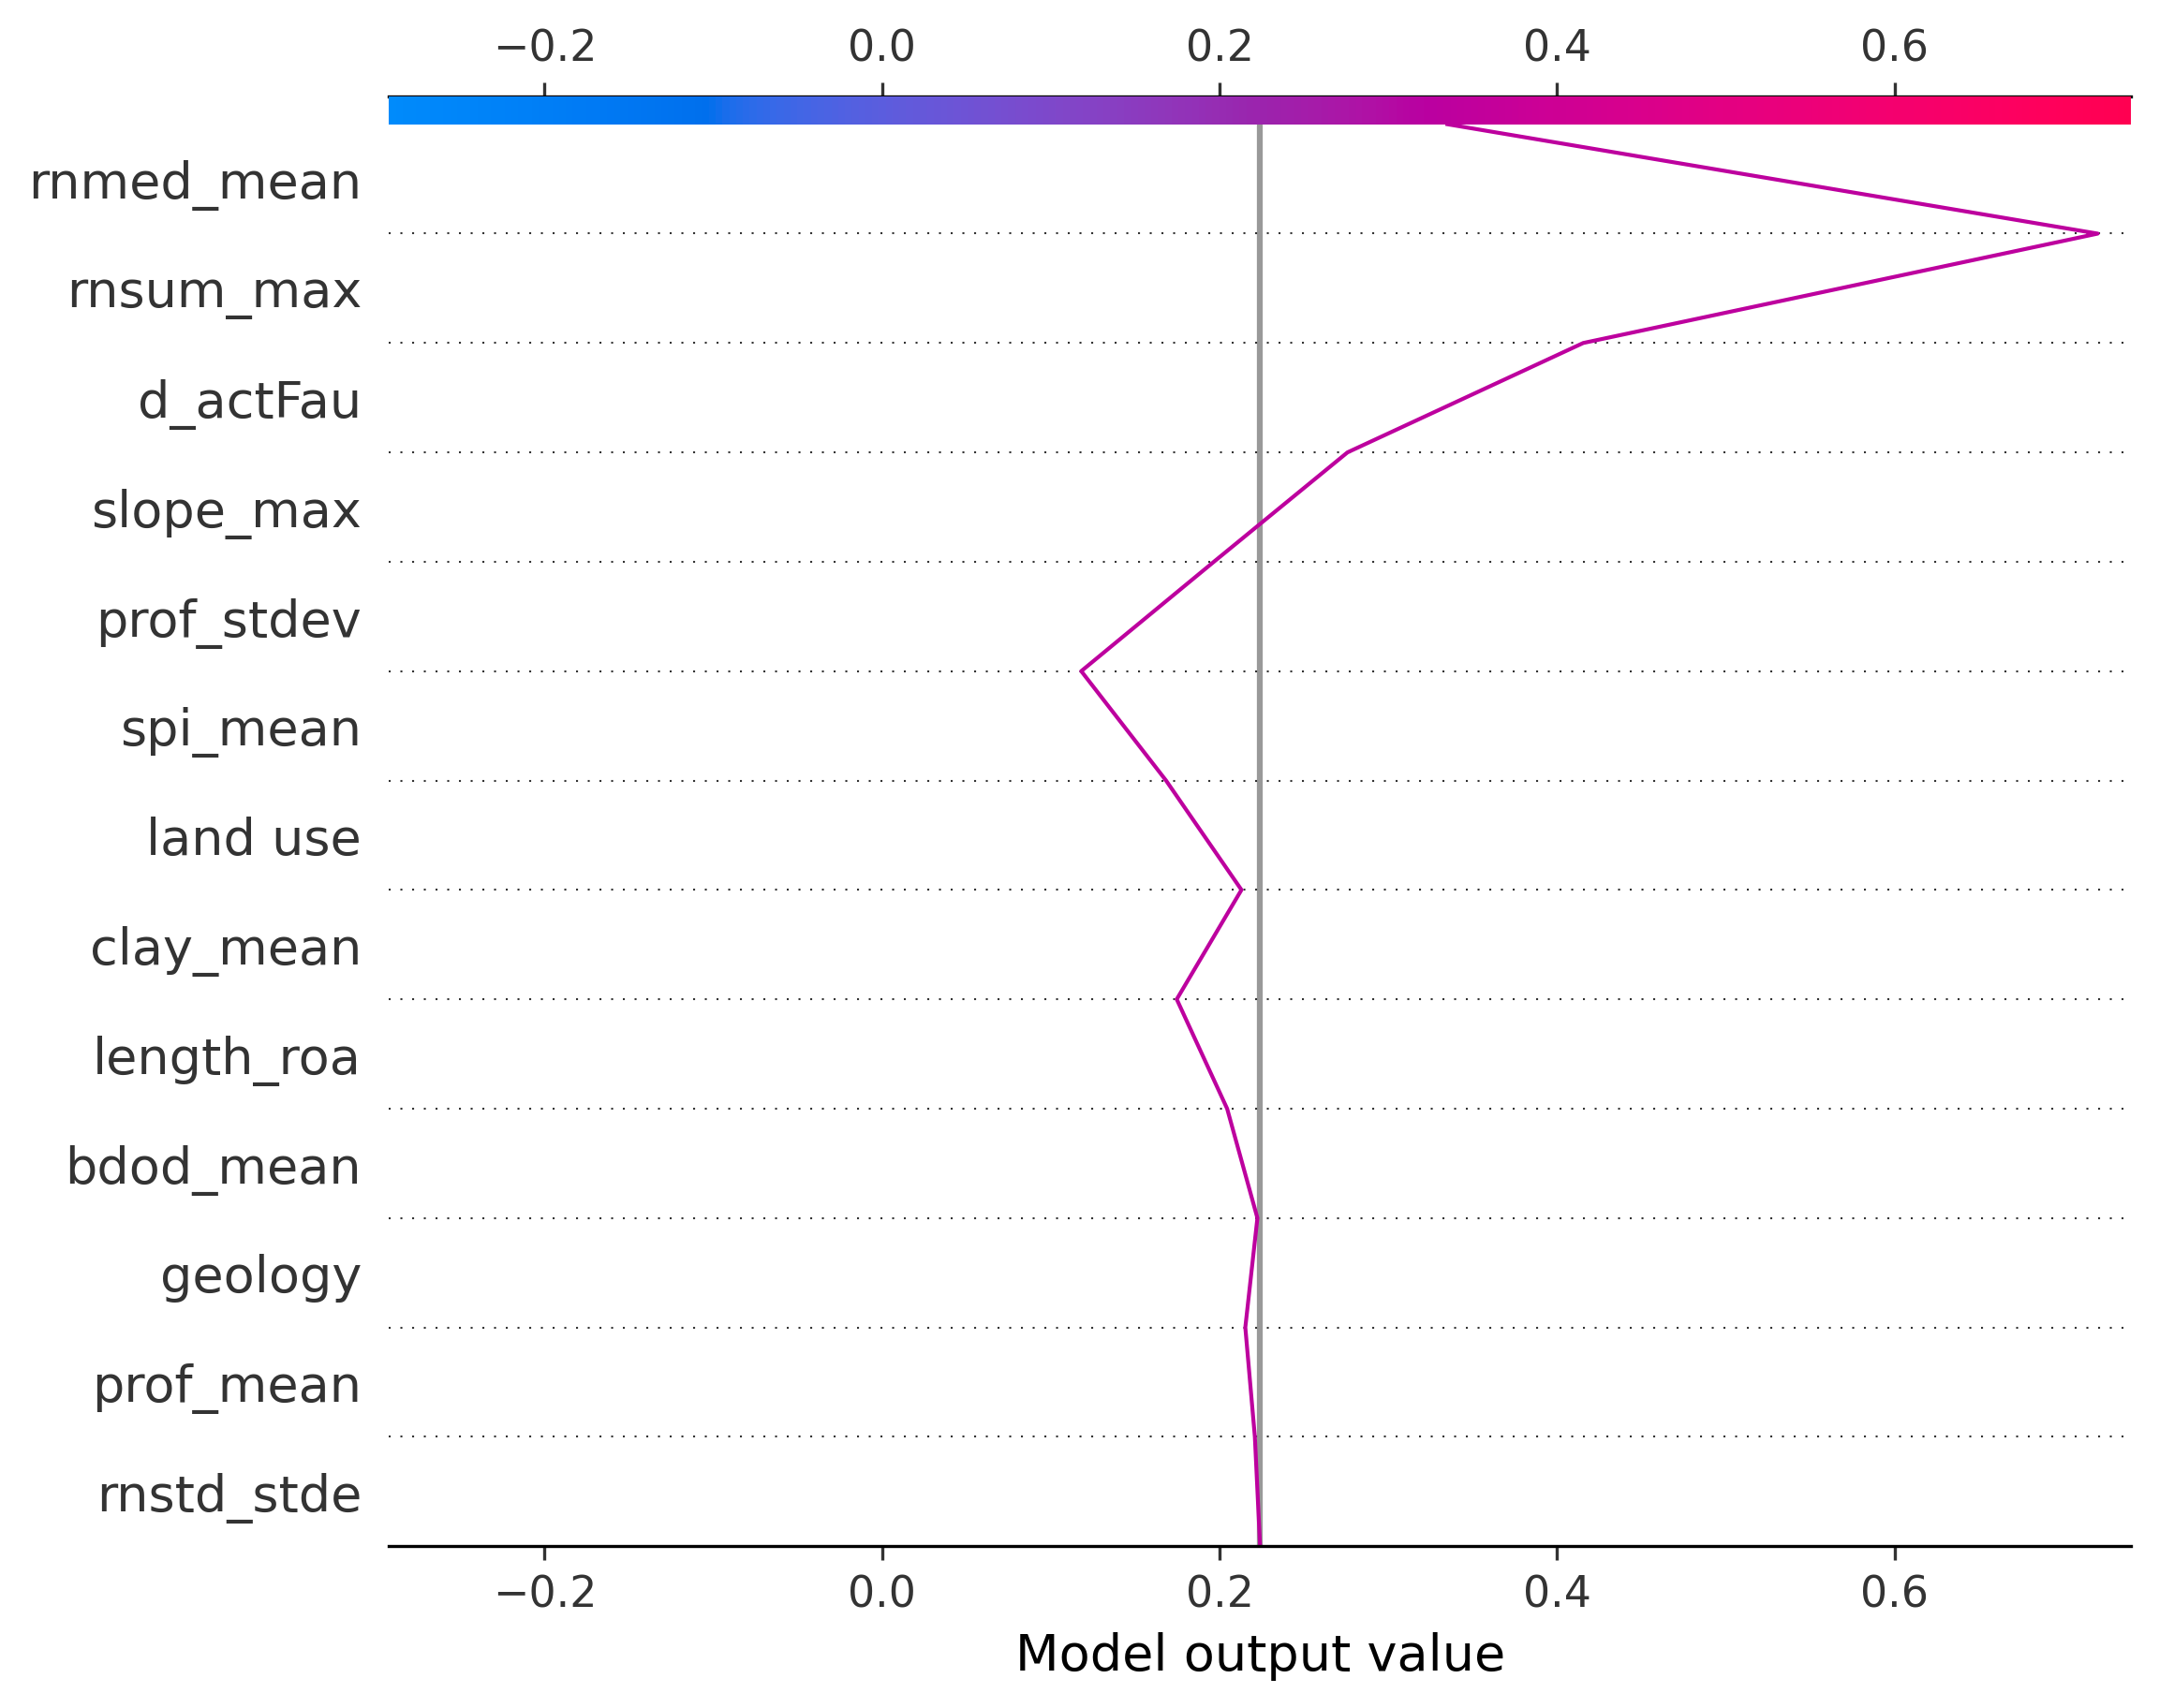 −0.2 0.0 0.2 0.4 0.6
rnmed_mean
rnsum_max
d_actFau
slope_max
prof_stdev
spi_mean
land use
clay_mean
length_roa
bdod_mean
geology
prof_mean
rnstd_stde
−0.2 0.0 0.2 0.4 0.6
Model output value